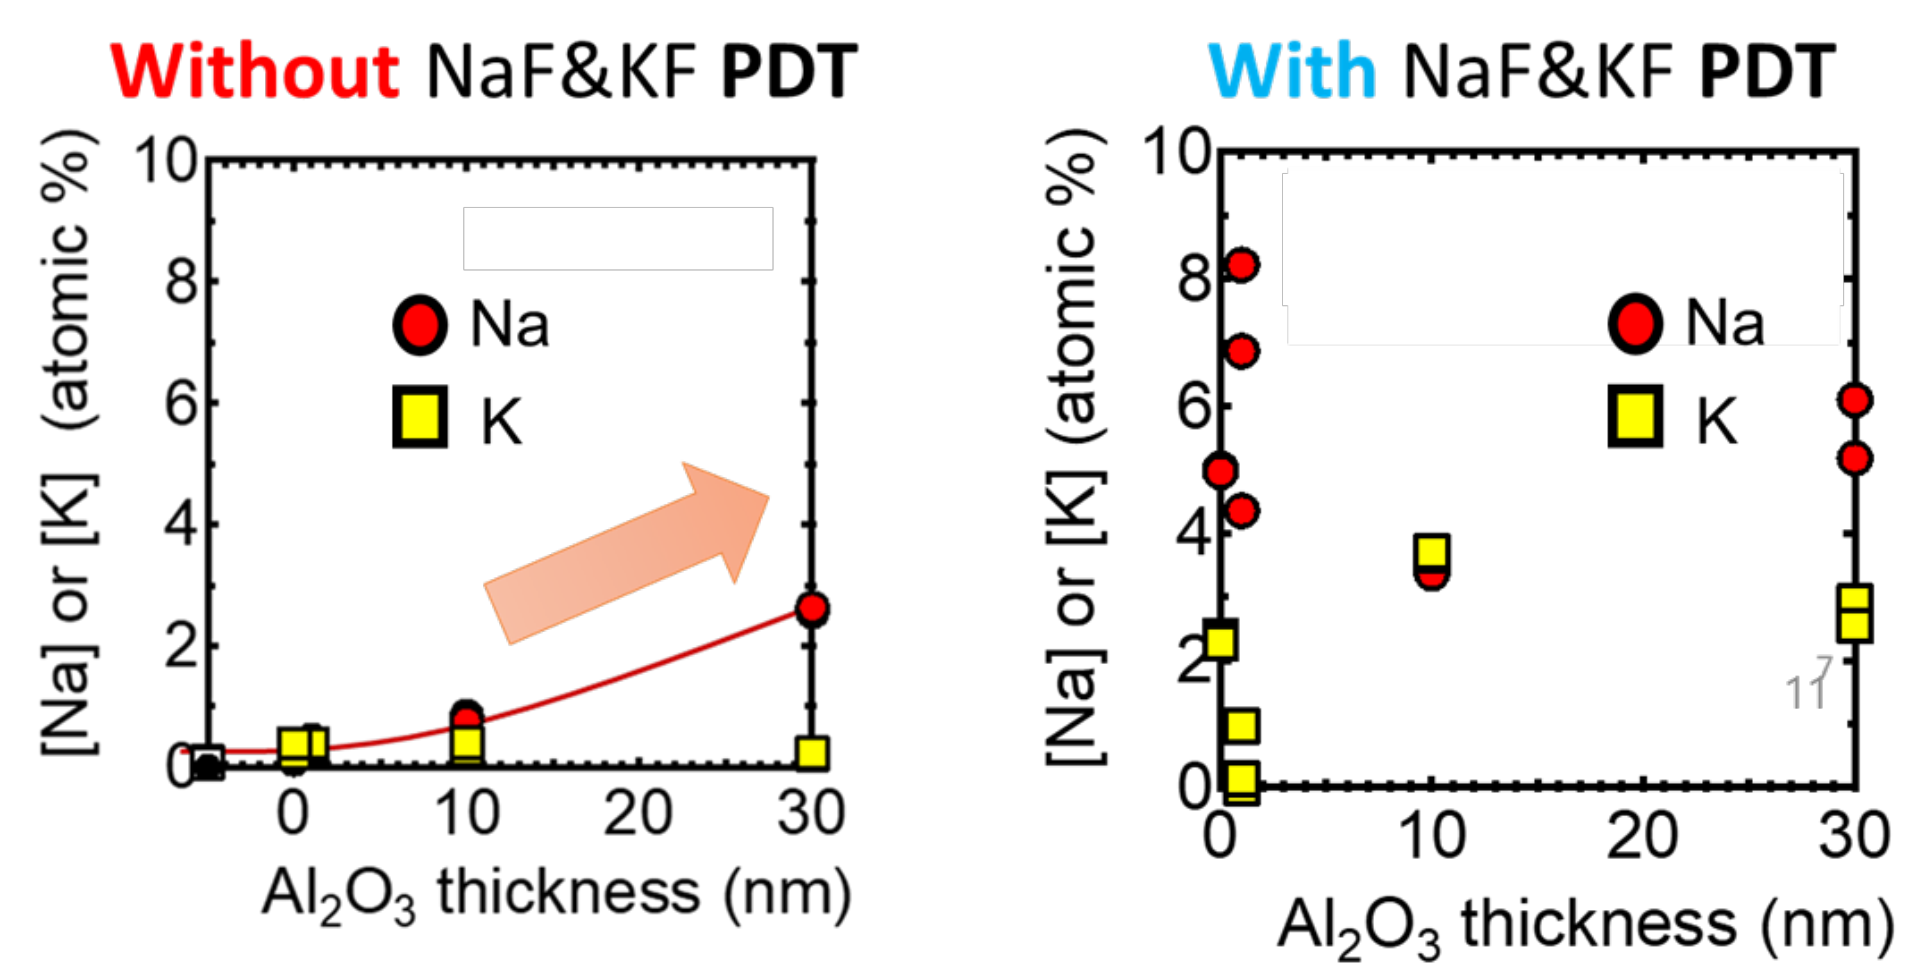 Without NaF&KF PDT
[Na] or [K] (atomic %)
10
8
6
4
2
0
Na
K
0 10 20 30
Al₂O₃ thickness (nm)
With NaF&KF PDT
[Na] or [K] (atomic %)
10
8
6
4
2
0
Na
K
7
11
0 10 20 30
Al₂O₃ thickness (nm)